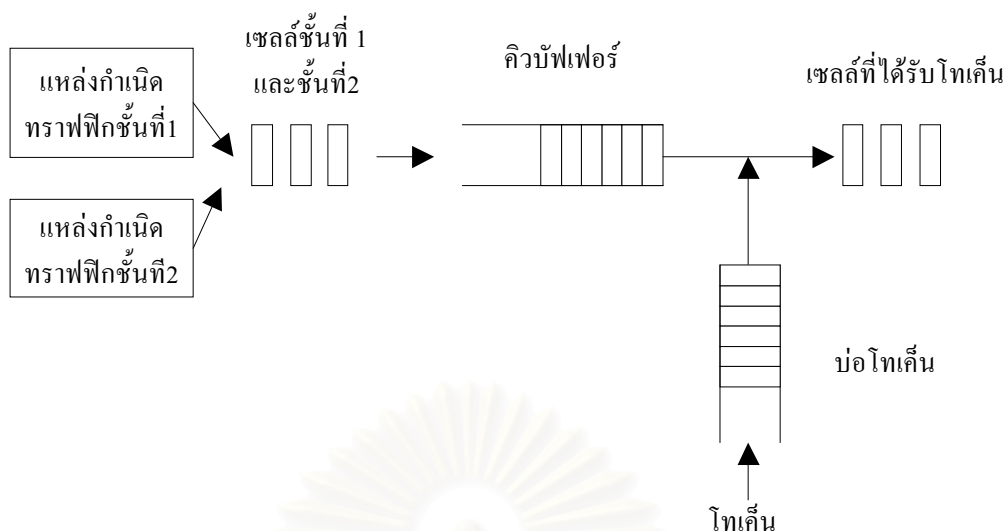 แหล่งกำเนิด
ทราฟฟิกชั้นที่1
แหล่งกำเนิด
ทราฟฟิกชั้นที2
เซลล์ชั้นที่ 1
และชั้นที่2
คิวบัฟเฟอร์
เซลล์ที่ได้รับโทเค็น
บ่อโทเค็น
โทเค็น